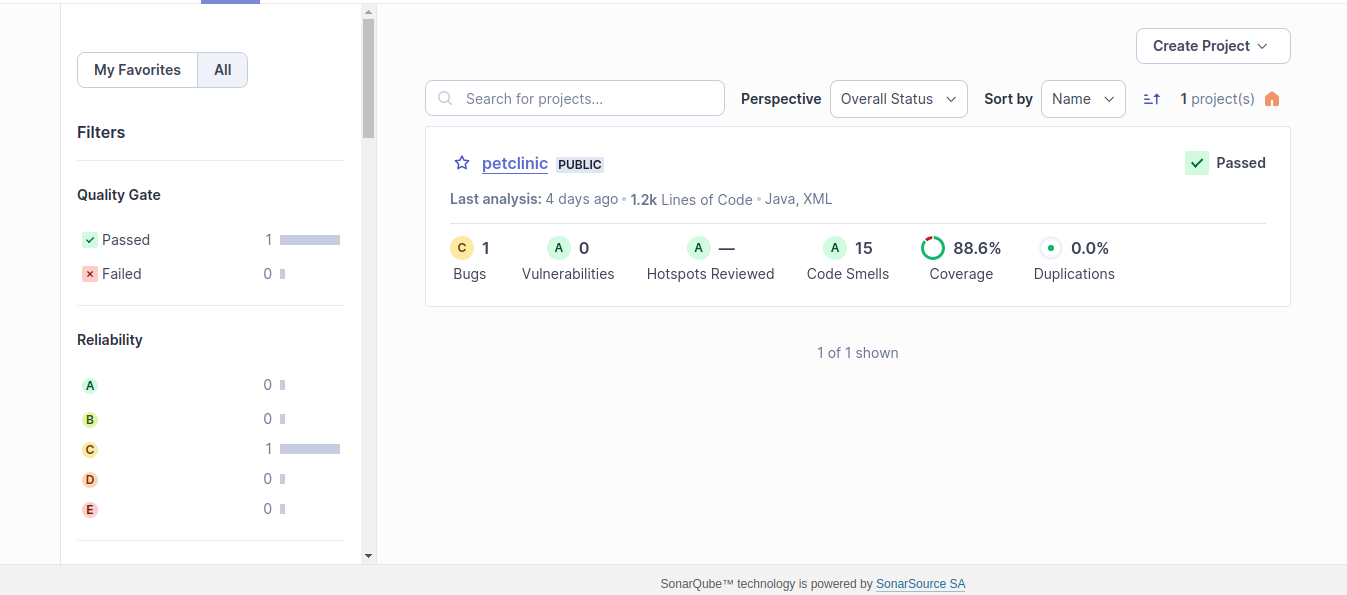 My Favorites All
Filters
Quality Gate
Passed 1
Failed 0
Reliability
A 0
B 0
C 1
D 0
E 0
Create Project
Search for projects... Perspective Overall Status Sort by Name 1 project(s)
petclinic PUBLIC Passed
Last analysis: 4 days ago • 1.2k Lines of Code • Java, XML
C 1 A 0 A — A 15 88.6% 0.0%
Bugs Vulnerabilities Hotspots Reviewed Code Smells Coverage Duplications
1 of 1 shown
SonarQube™ technology is powered by SonarSource SA